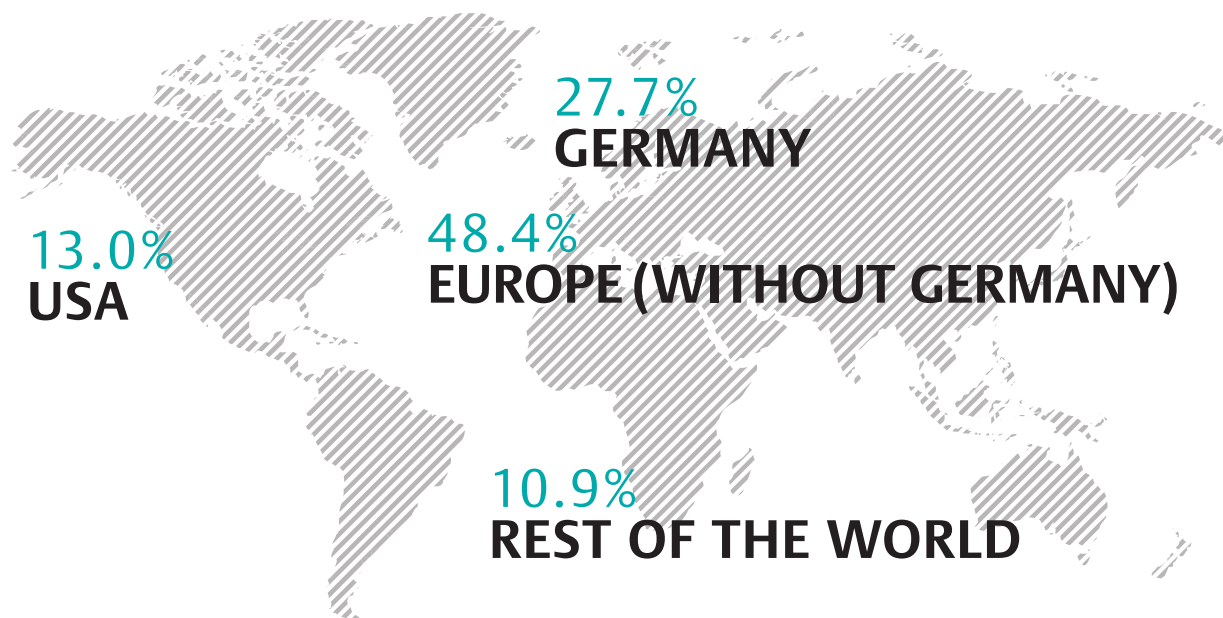 27.7%
GERMANY
13.0%
USA
48.4%
EUROPE (WITHOUT GERMANY)
10.9%
REST OF THE WORLD